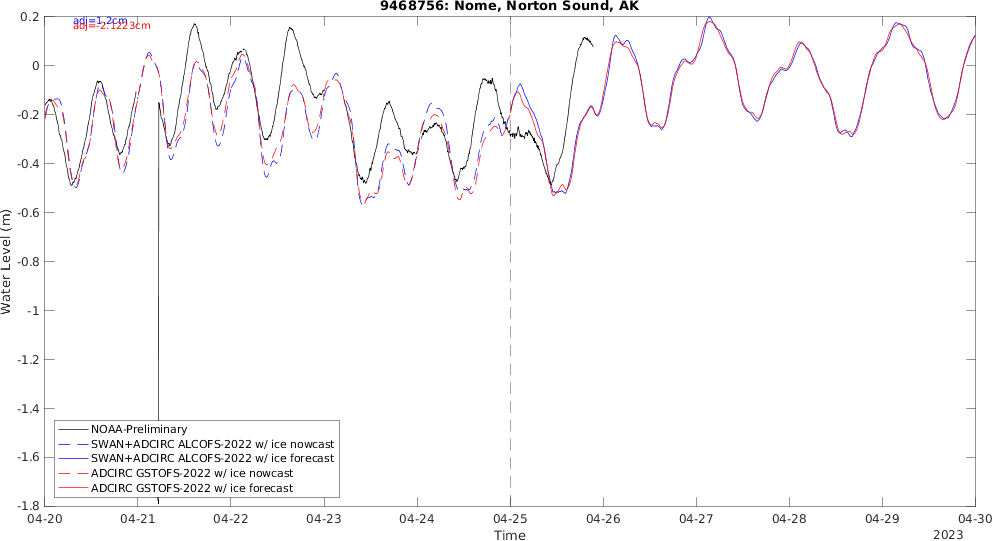 9468756: Nome, Norton Sound, AK
adj=1.2cm
adj=-2.1223cm
0.2
0
-0.2
-0.4
-0.6
-0.8
-1
-1.2
-1.4
-1.6
-1.8
Water Level (m)
NOAA-Preliminary
SWAN+ADCIRC ALCOFS-2022 w/ ice nowcast
SWAN+ADCIRC ALCOFS-2022 w/ ice forecast
ADCIRC GSTOFS-2022 w/ ice nowcast
ADCIRC GSTOFS-2022 w/ ice forecast
04-20 04-21 04-22 04-23 04-24 04-25 04-26 04-27 04-28 04-29 04-30
Time
2023